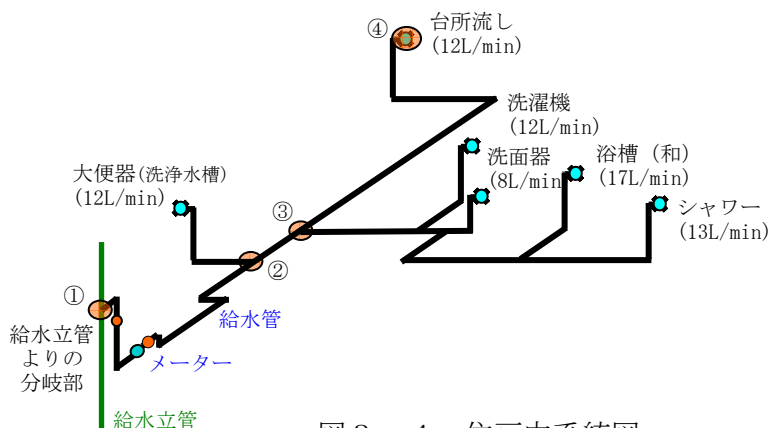 ④
台所流し
(12L/min)
洗濯機
(12L/min)
洗面器
(8L/min
浴槽（和）
(17L/min)
シャワー
(13L/min)
大便器(洗浄水槽)
(12L/min)
③
②
①
給水管
給水立管
よりの
分岐部
メーター
給水立管